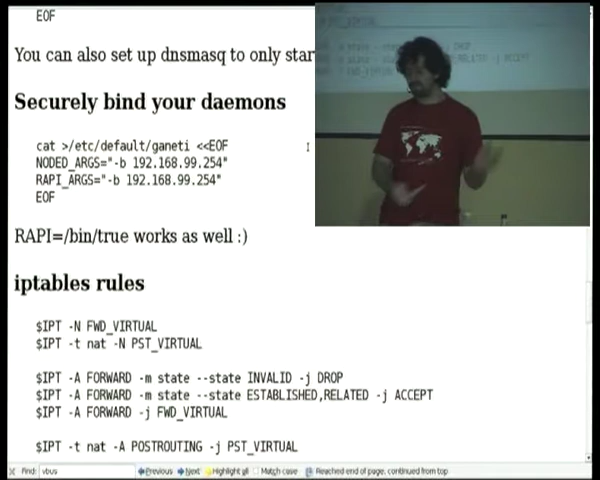 EOF
You can also set up dnsmasq to only star
Securely bind your daemons
cat >/etc/default/ganeti <<EOF
NODED_ARGS="-b 192.168.99.254"
RAPI_ARGS="-b 192.168.99.254"
EOF
RAPI=/bin/true works as well :)
iptables rules
$IPT -N FWD_VIRTUAL
$IPT -t nat -N PST_VIRTUAL
$IPT -A FORWARD -m state --state INVALID -j DROP
$IPT -A FORWARD -m state --state ESTABLISHED,RELATED -j ACCEPT
$IPT -A FORWARD -j FWD_VIRTUAL
$IPT -t nat -A POSTROUTING -j PST_VIRTUAL
Find: vbus Previous Next Highlight all Match case Reached end of page, continued from top